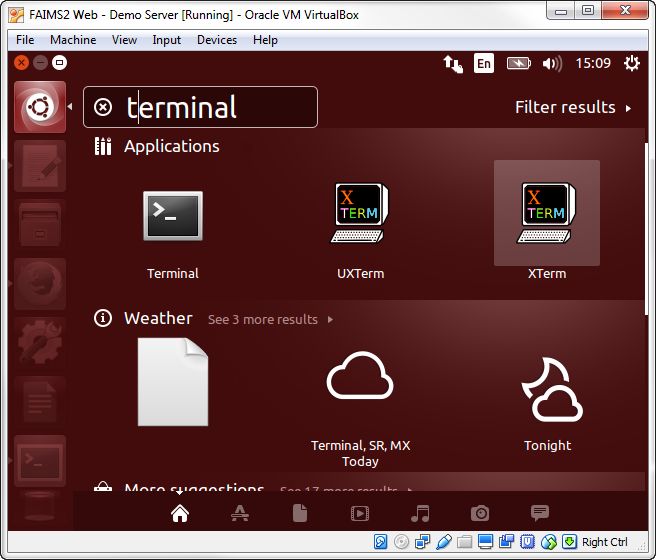 FAIMS2 Web - Demo Server [Running] - Oracle VM VirtualBox
File Machine View Input Devices Help
En 15:09
terminal Filter results
Applications
>_ X TERM X TERM
Terminal UXTerm XTerm
Weather See 3 more results
Terminal, SR, MX Tonight
Today
More suggestions See 17 more results
Right Ctrl